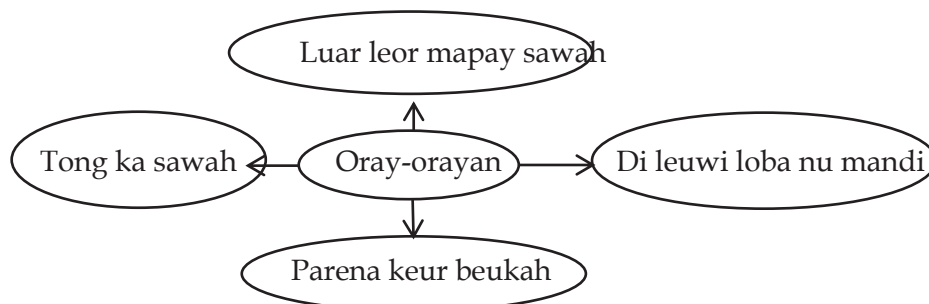 Luar leor mapay sawah
Tong ka sawah
Oray-orayan
Di leuwi loba nu mandi
Parena keur beukah